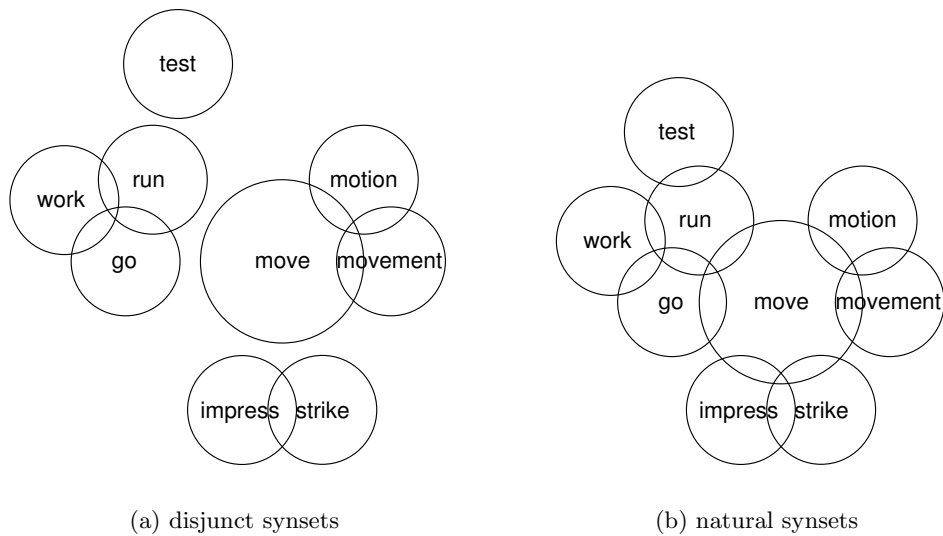 test
run
work
motion
go
move
movement
impress
strike
(a) disjunct synsets
test
run
motion
work
go
move
movement
impress
strike
(b) natural synsets